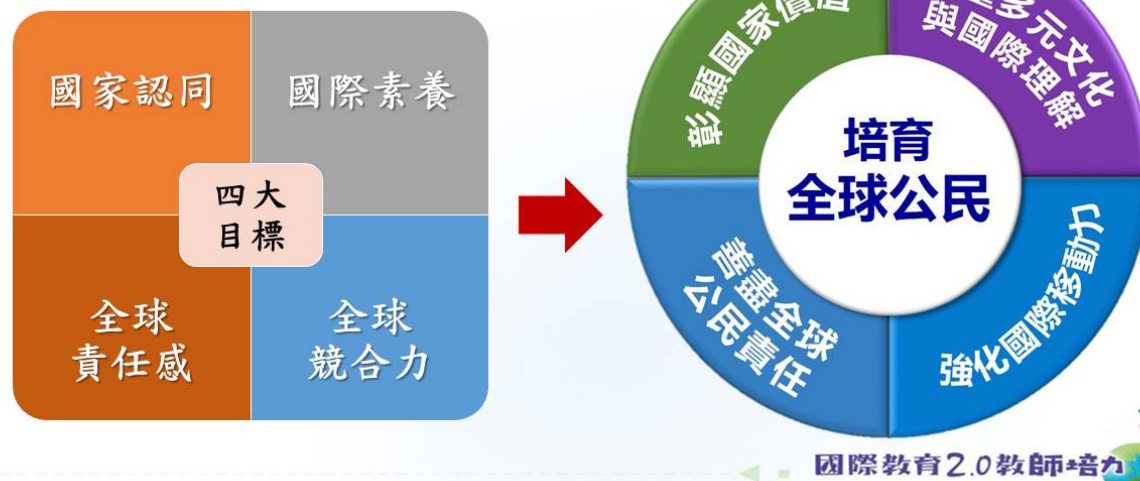 國家認同
國際素養
四大
目標
全球
責任感
全球
競合力
彰顯國家價值
多元文化
與國際理解
培育
全球公民
善盡全球
公民責任
強化國際移動力
國際教育2.0教師培力